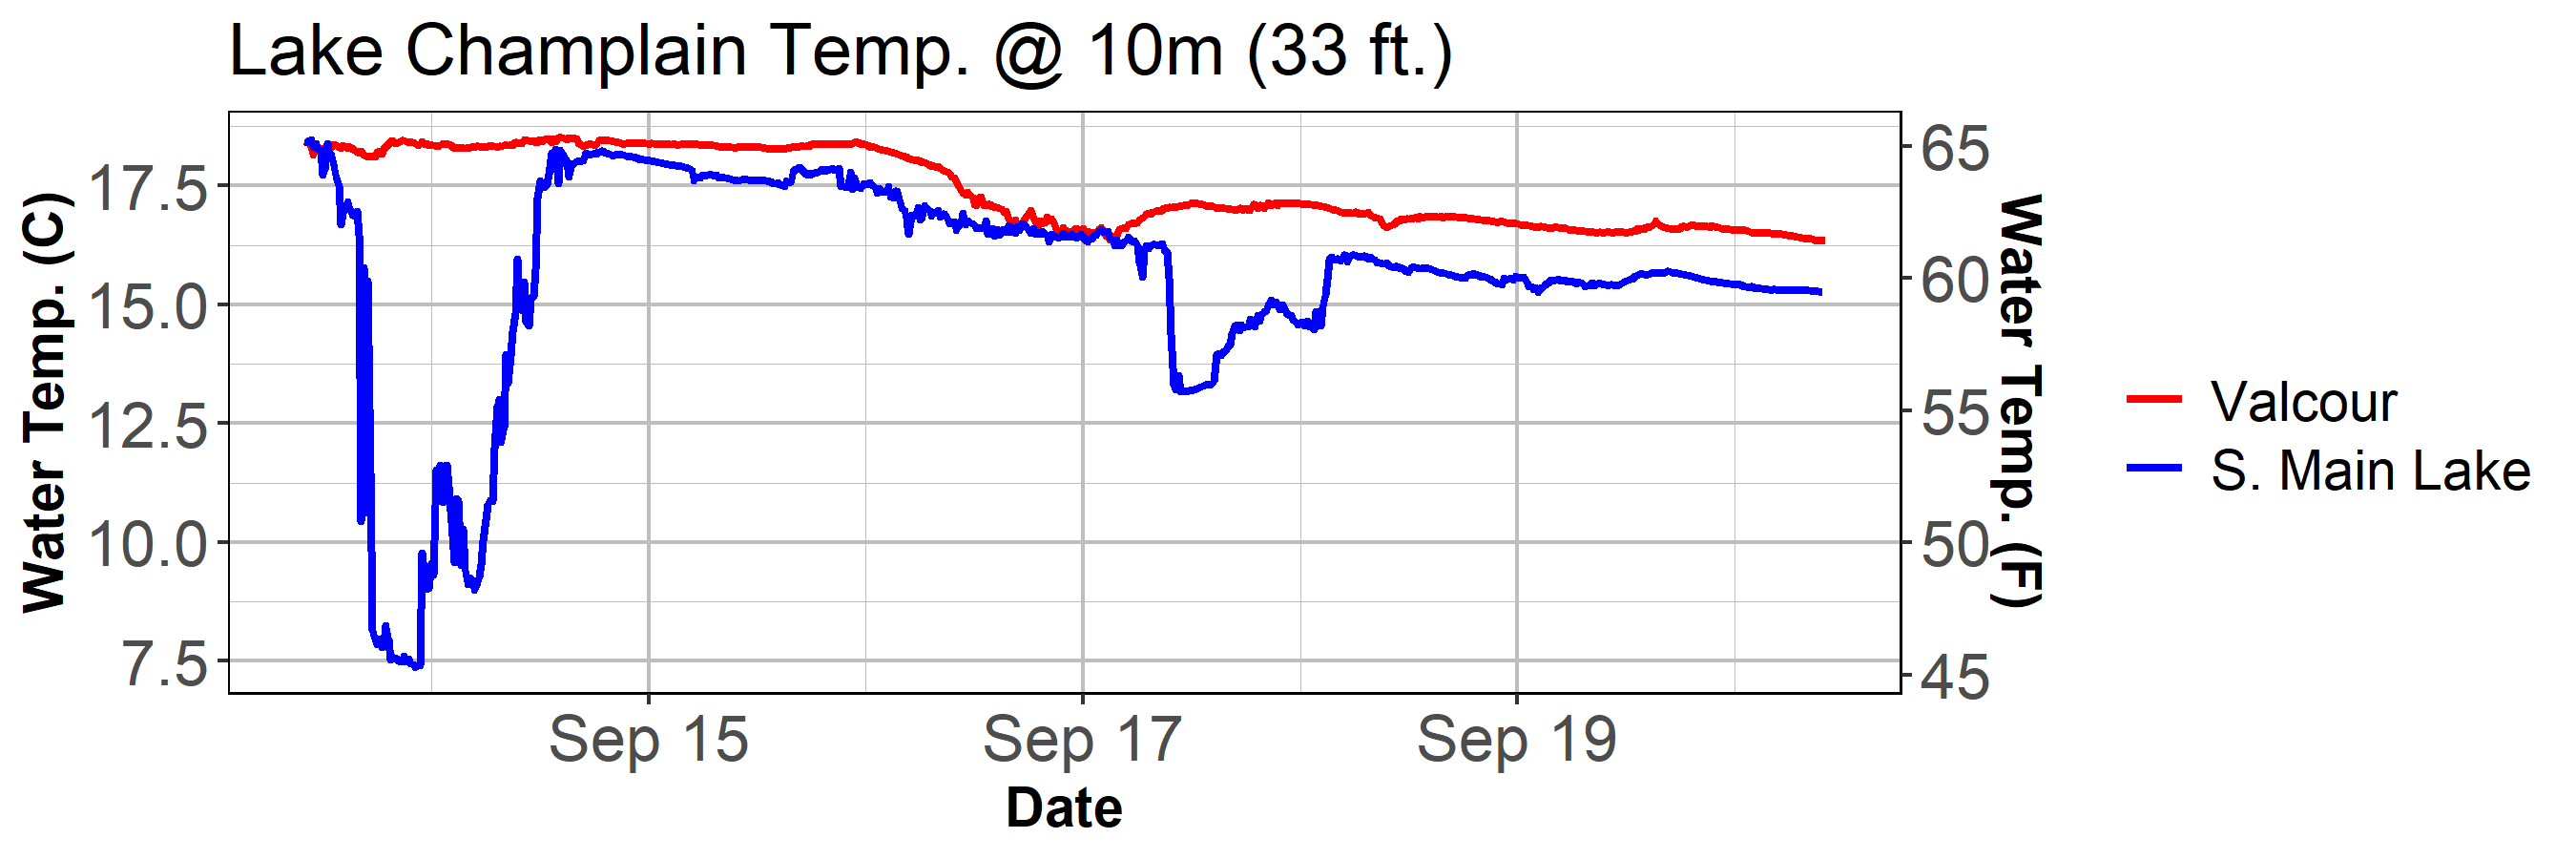 Lake Champlain Temp. @ 10m (33 ft.)
Water Temp. (C)
17.5
15.0
12.5
10.0
7.5
65
60
55
50
45
Water Temp. (F)
Sep 15
Sep 17
Sep 19
Date
Valcour
S. Main Lake